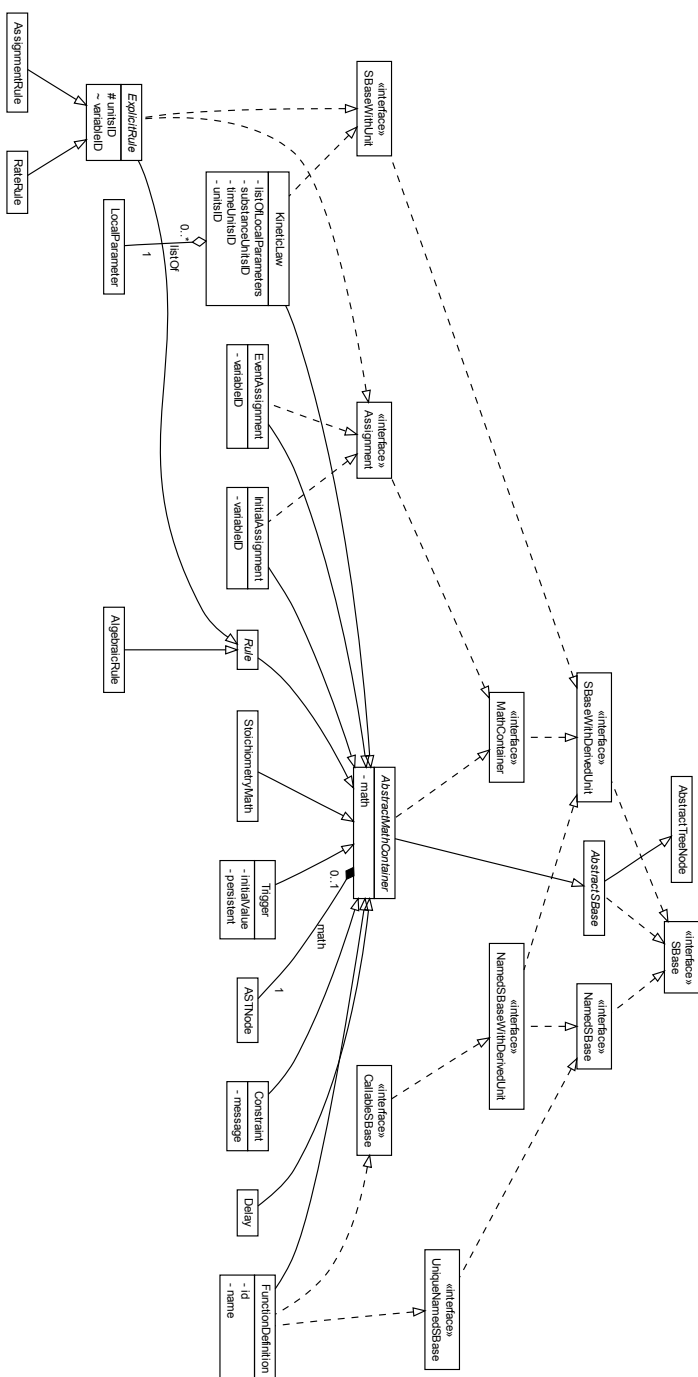 AbstractTreeNode
«interface»
SBase
«interface»
SBaseWithDerivedUnit
AbstractSBase
«interface»
NamedSBase
«interface»
MathContainer
«interface»
NamedSBaseWithDerivedUnit
«interface»
UniqueNamedSBase
«interface»
SBaseWithUnit
«interface»
Assignment
AbstractMathContainer
- math
«interface»
CallableSBase
KineticLaw
- listOfLocalParameters
- substanceUnitsID
- timeUnitsID
- unitsID
EventAssignment
- variableID
InitialAssignment
- variableID
Rule
StoichiometryMath
Trigger
- initialValue
- persistent
0..1
math
1
ASTNode
Constraint
- message
Delay
FunctionDefinition
- id
- name
ExplicitRule
# unitsID
~ variableID
0..*
listOf
1
LocalParameter
AlgebraicRule
AssignmentRule
RateRule